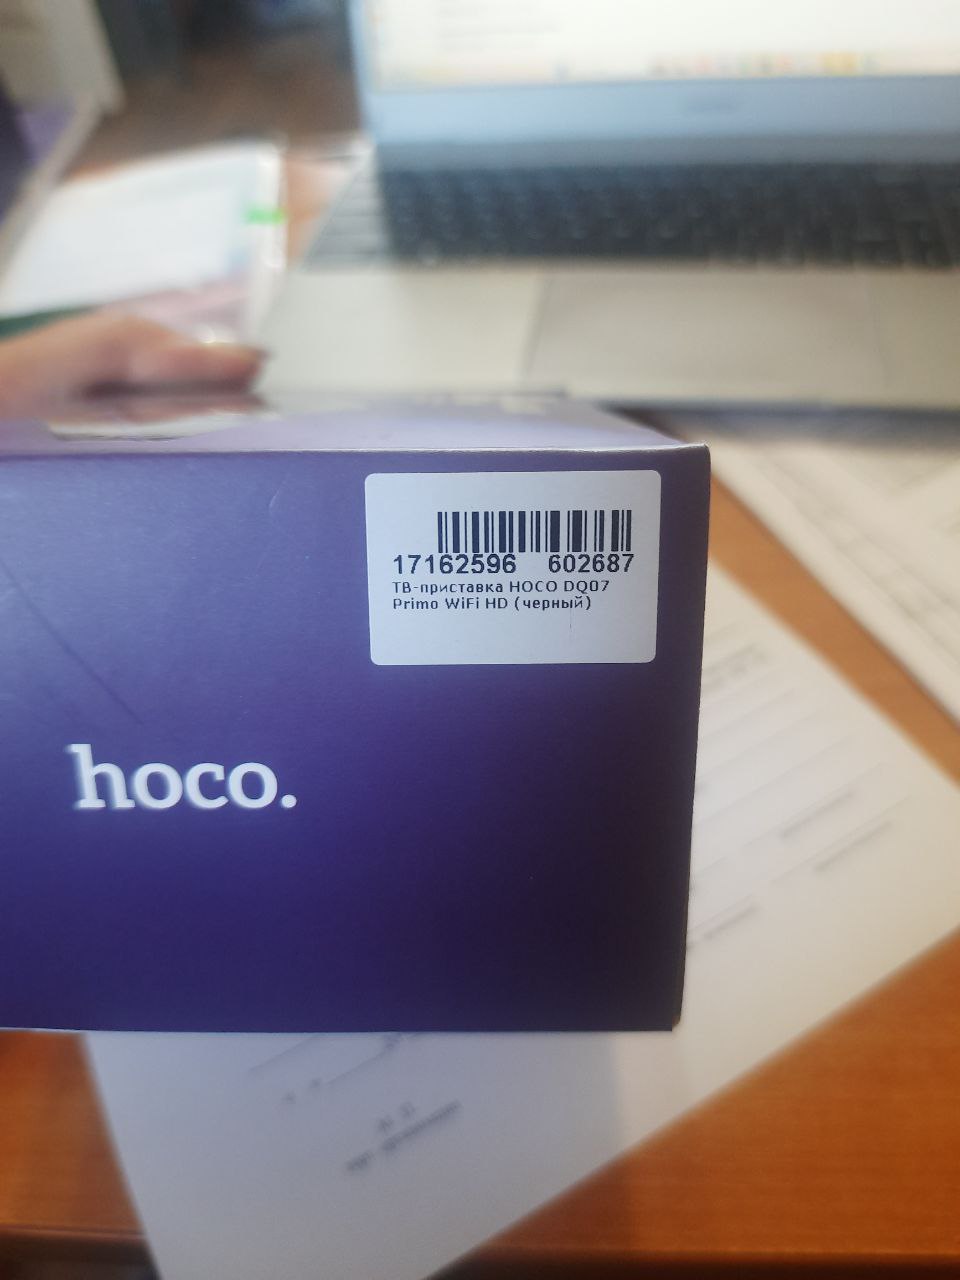 17162596 602687
ТВ-приставка HOCO DQ07
Primo WiFi HD (черный)
hoco.